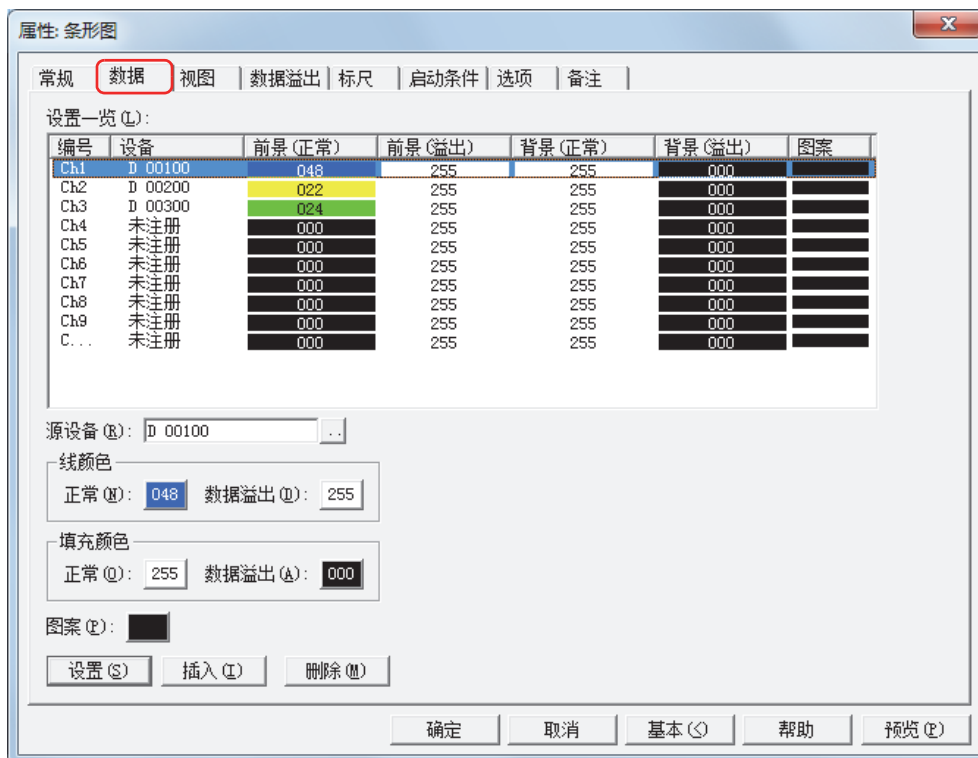 属性: 条形图
常规 数据 视图 数据溢出 标尺 启动条件 选项 备注
设置一览(L):
编号 设备 前景(正常) 前景(溢出) 背景(正常) 背景(溢出) 图案
Ch1 D 00100 048 255 255 000
Ch2 D 00200 022 255 255 000
Ch3 D 00300 024 255 255 000
Ch4 未注册 000 255 255 000
Ch5 未注册 000 255 255 000
Ch6 未注册 000 255 255 000
Ch7 未注册 000 255 255 000
Ch8 未注册 000 255 255 000
Ch9 未注册 000 255 255 000
C... 未注册 000 255 255 000
源设备(R): D 00100 ..
线颜色
正常(N): 048 数据溢出(D): 255
填充颜色
正常(O): 255 数据溢出(A): 000
图案(P):
设置(S) 插入(I) 删除(M)
确定 取消 基本(<) 帮助 预览(P)